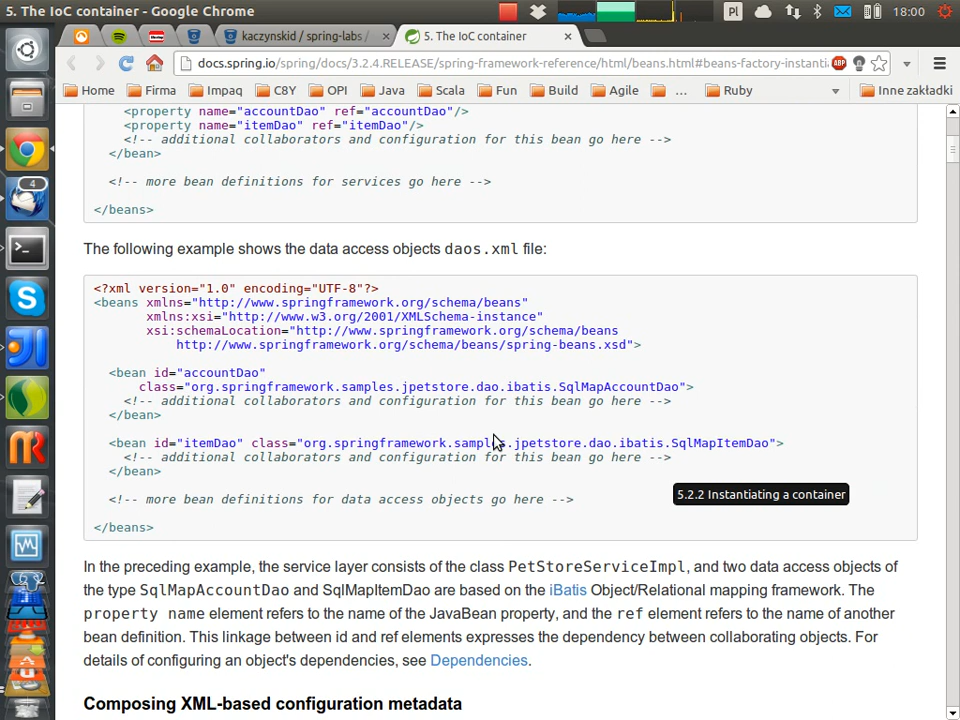 5. The IoC container - Google Chrome
Pl
18:00
kaczynskid / spring-labs /
×
5. The IoC container
×
docs.spring.io/spring/docs/3.2.4.RELEASE/spring-framework-reference/html/beans.html#beans-factory-instanti
ABP
Home
Firma
Impaq
C8Y
OPI
Java
Scala
Fun
Build
Agile
...
Ruby
Inne zakładki
4
<property name="accountDao" ref="accountDao"/>
<property name="itemDao" ref="itemDao"/>
<!-- additional collaborators and configuration for this bean go here -->
</bean>
<!-- more bean definitions for services go here -->
</beans>
The following example shows the data access objects daos.xml file:
<?xml version="1.0" encoding="UTF-8"?>
<beans xmlns="http://www.springframework.org/schema/beans"
xmlns:xsi="http://www.w3.org/2001/XMLSchema-instance"
xsi:schemaLocation="http://www.springframework.org/schema/beans
http://www.springframework.org/schema/beans/spring-beans.xsd">
<bean id="accountDao"
class="org.springframework.samples.jpetstore.dao.ibatis.SqlMapAccountDao">
<!-- additional collaborators and configuration for this bean go here -->
</bean>
<bean id="itemDao" class="org.springframework.samples.jpetstore.dao.ibatis.SqlMapItemDao">
<!-- additional collaborators and configuration for this bean go here -->
</bean>
<!-- more bean definitions for data access objects go here -->
5.2.2 Instantiating a container
</beans>
In the preceding example, the service layer consists of the class PetStoreServiceImpl, and two data access objects of
the type SqlMapAccountDao and SqlMapItemDao are based on the iBatis Object/Relational mapping framework. The
property name element refers to the name of the JavaBean property, and the ref element refers to the name of another
bean definition. This linkage between id and ref elements expresses the dependency between collaborating objects. For
details of configuring an object's dependencies, see Dependencies.
Composing XML-based configuration metadata